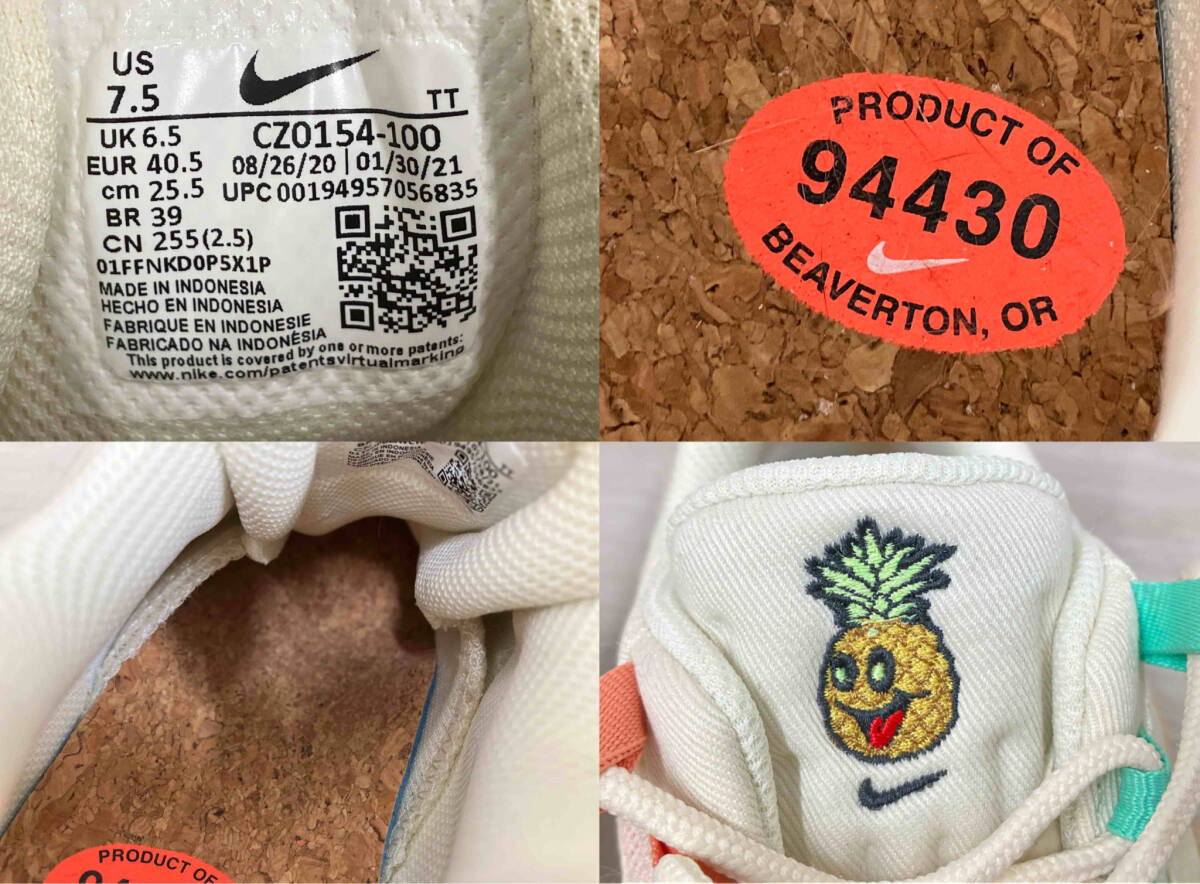 US
7.5
TT
UK 6.5
CZ0154-100
EUR 40.5
08/26/20 | 01/30/21
cm 25.5
UPC 00194957056835
BR 39
CN 255(2.5)
01FFNKD0P5X1P
MADE IN INDONESIA
HECHO EN INDONESIA
FABRIQUE EN INDONESIE
FABRICADO NA INDONÉSIA
This product is covered by one or more patents:
www.nike.com/patentsvirtualmarking
PRODUCT OF
94430
BEAVERTON, OR
PRODUCT OF